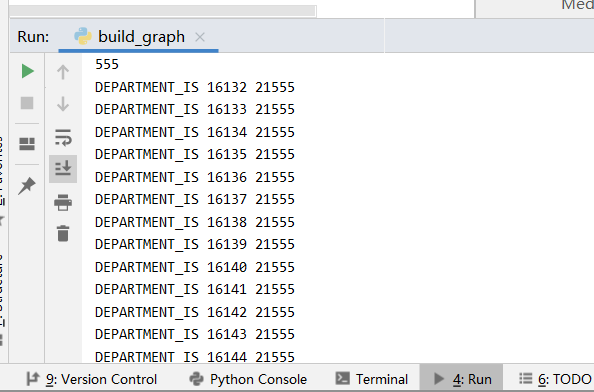 Med
Run: build_graph
555
DEPARTMENT_IS 16132 21555
DEPARTMENT_IS 16133 21555
DEPARTMENT_IS 16134 21555
DEPARTMENT_IS 16135 21555
DEPARTMENT_IS 16136 21555
DEPARTMENT_IS 16137 21555
DEPARTMENT_IS 16138 21555
DEPARTMENT_IS 16139 21555
DEPARTMENT_IS 16140 21555
DEPARTMENT_IS 16141 21555
DEPARTMENT_IS 16142 21555
DEPARTMENT_IS 16143 21555
DEPARTMENT_IS 16144 21555
9: Version Control Python Console Terminal 4: Run 6: TODO